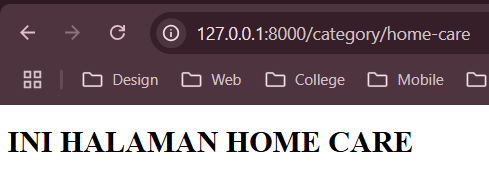 127.0.0.1:8000/category/home-care
Design Web College Mobile
INI HALAMAN HOME CARE